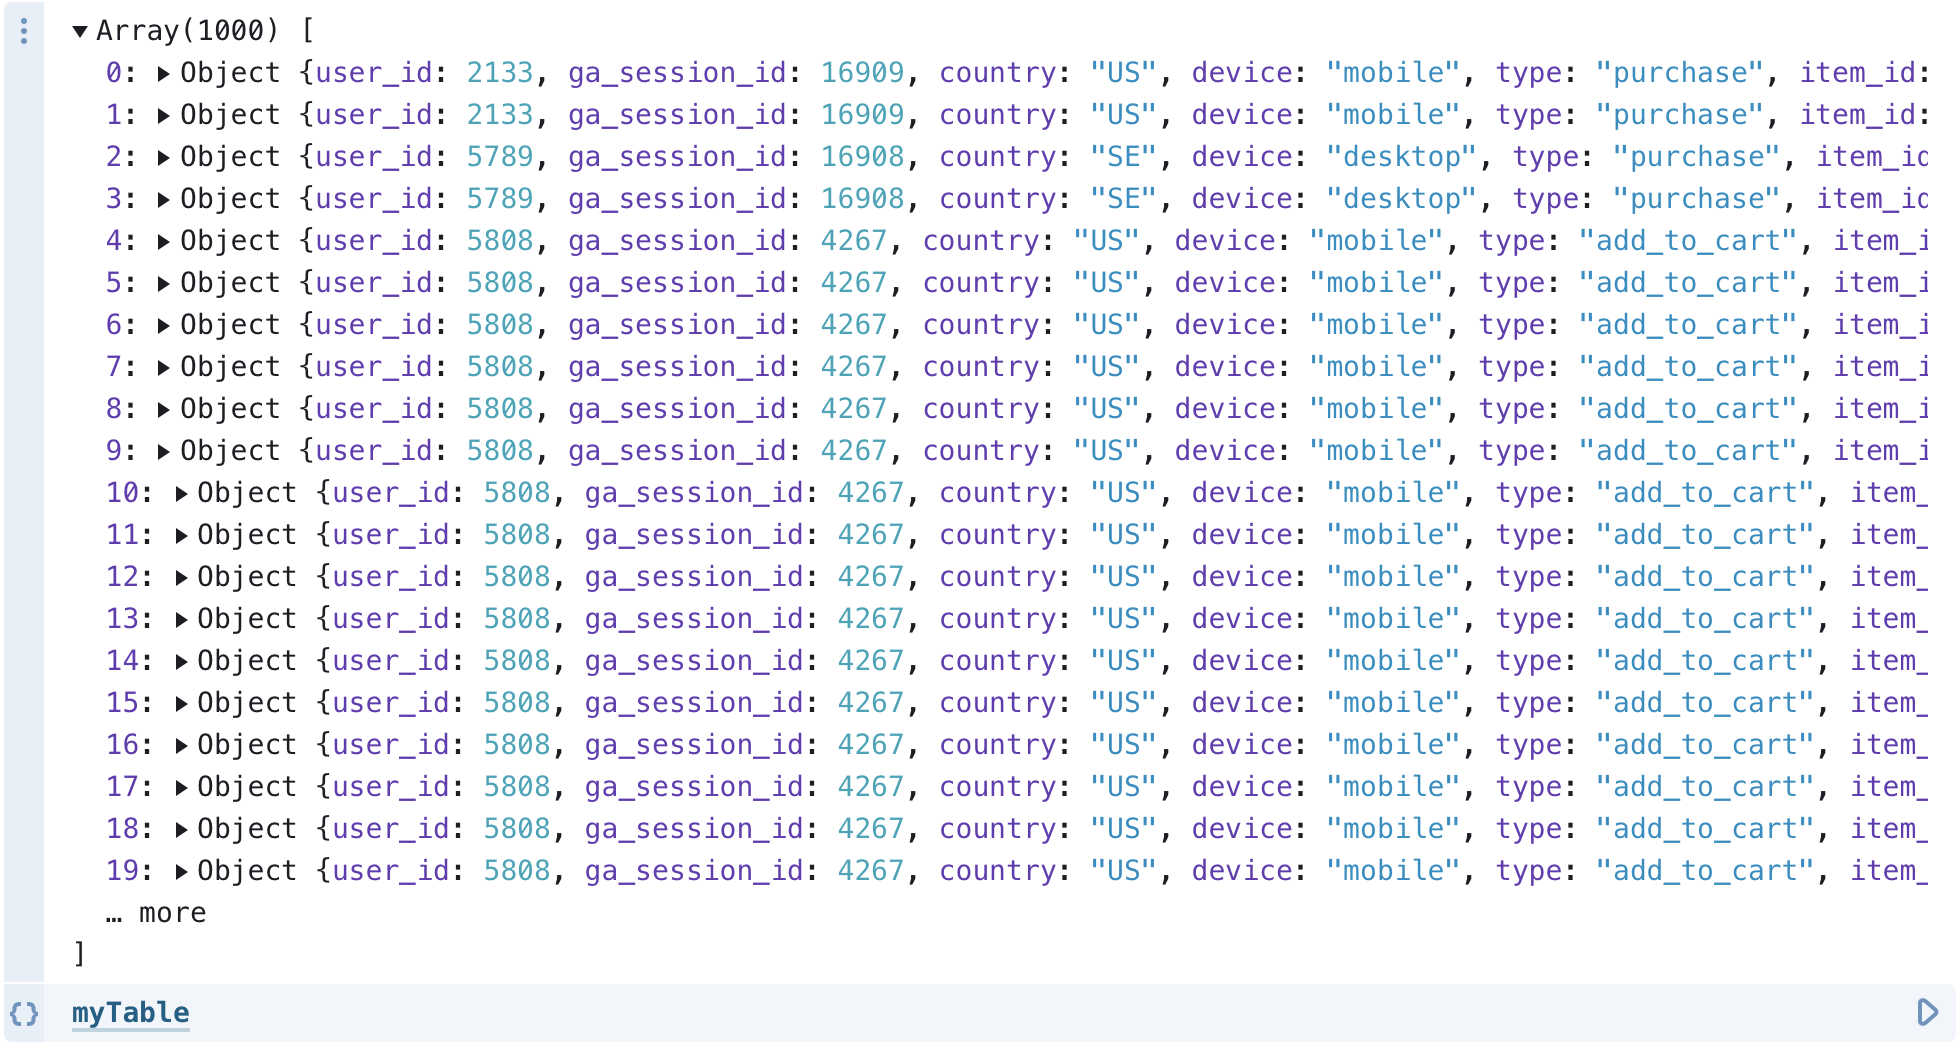 ▼Array(1000) [
0: ▶Object {user_id: 2133, ga_session_id: 16909, country: "US", device: "mobile", type: "purchase", item_id:
1: ▶Object {user_id: 2133, ga_session_id: 16909, country: "US", device: "mobile", type: "purchase", item_id:
2: ▶Object {user_id: 5789, ga_session_id: 16908, country: "SE", device: "desktop", type: "purchase", item_id
3: ▶Object {user_id: 5789, ga_session_id: 16908, country: "SE", device: "desktop", type: "purchase", item_id
4: ▶Object {user_id: 5808, ga_session_id: 4267, country: "US", device: "mobile", type: "add_to_cart", item_i
5: ▶Object {user_id: 5808, ga_session_id: 4267, country: "US", device: "mobile", type: "add_to_cart", item_i
6: ▶Object {user_id: 5808, ga_session_id: 4267, country: "US", device: "mobile", type: "add_to_cart", item_i
7: ▶Object {user_id: 5808, ga_session_id: 4267, country: "US", device: "mobile", type: "add_to_cart", item_i
8: ▶Object {user_id: 5808, ga_session_id: 4267, country: "US", device: "mobile", type: "add_to_cart", item_i
9: ▶Object {user_id: 5808, ga_session_id: 4267, country: "US", device: "mobile", type: "add_to_cart", item_i
10: ▶Object {user_id: 5808, ga_session_id: 4267, country: "US", device: "mobile", type: "add_to_cart", item_
11: ▶Object {user_id: 5808, ga_session_id: 4267, country: "US", device: "mobile", type: "add_to_cart", item_
12: ▶Object {user_id: 5808, ga_session_id: 4267, country: "US", device: "mobile", type: "add_to_cart", item_
13: ▶Object {user_id: 5808, ga_session_id: 4267, country: "US", device: "mobile", type: "add_to_cart", item_
14: ▶Object {user_id: 5808, ga_session_id: 4267, country: "US", device: "mobile", type: "add_to_cart", item_
15: ▶Object {user_id: 5808, ga_session_id: 4267, country: "US", device: "mobile", type: "add_to_cart", item_
16: ▶Object {user_id: 5808, ga_session_id: 4267, country: "US", device: "mobile", type: "add_to_cart", item_
17: ▶Object {user_id: 5808, ga_session_id: 4267, country: "US", device: "mobile", type: "add_to_cart", item_
18: ▶Object {user_id: 5808, ga_session_id: 4267, country: "US", device: "mobile", type: "add_to_cart", item_
19: ▶Object {user_id: 5808, ga_session_id: 4267, country: "US", device: "mobile", type: "add_to_cart", item_
… more
]
{} myTable